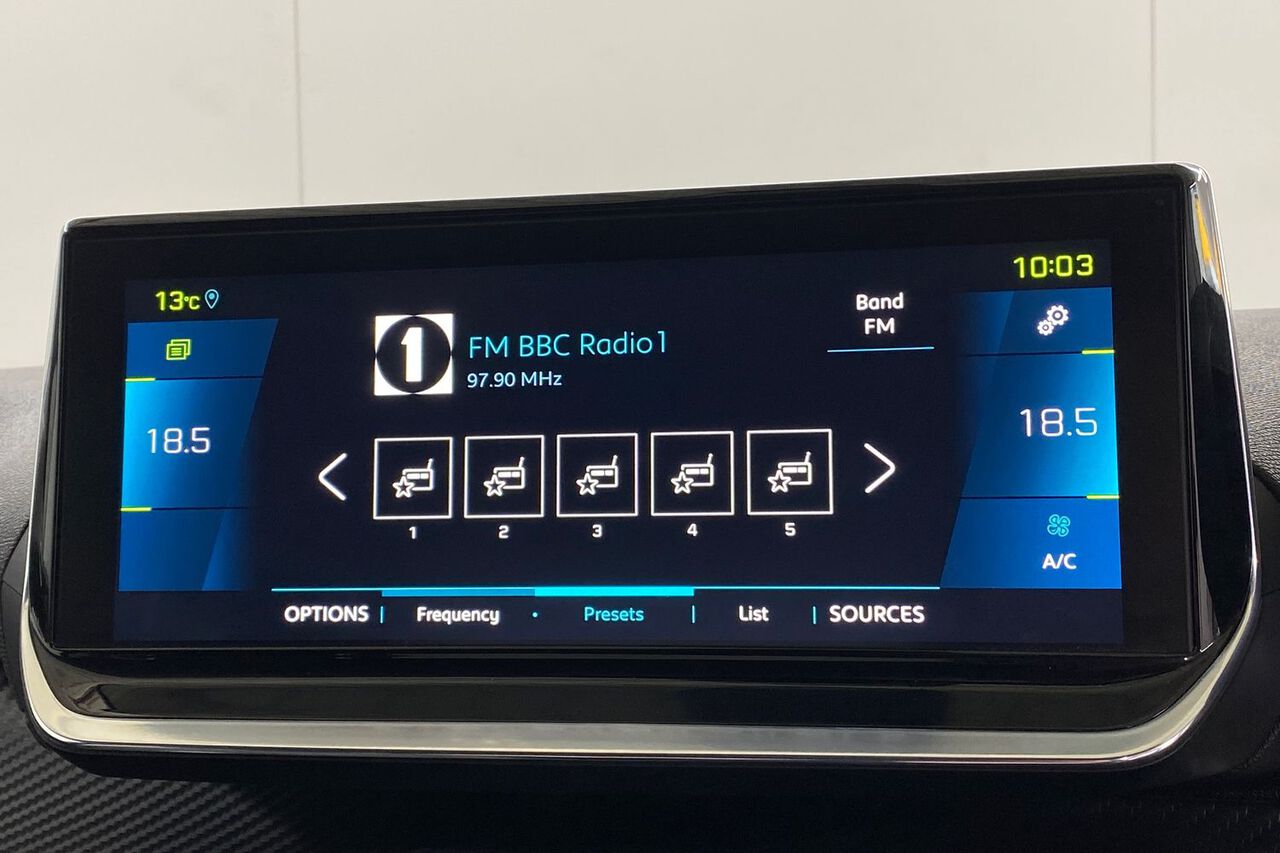 13°C
10:03
1
FM BBC Radio1
97.90 MHz
Band
FM
18.5
18.5
1 2 3 4 5
A/C
OPTIONS | Frequency • Presets | List | SOURCES